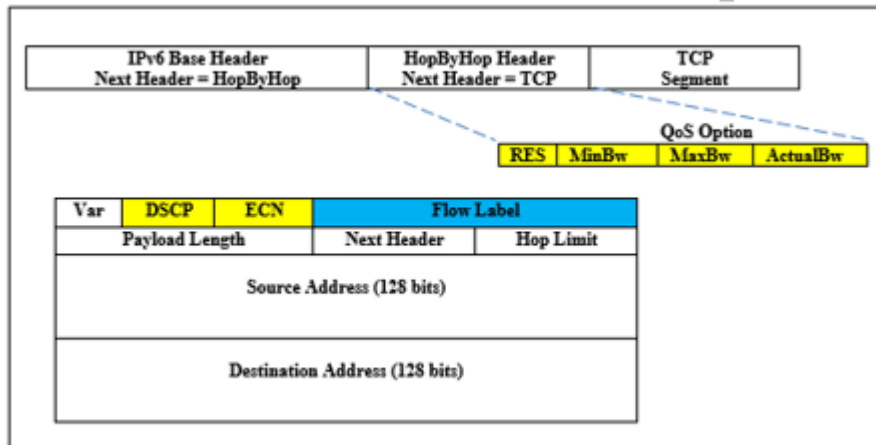 IPv6 Base Header
Next Header = HopByHop
HopByHop Header
Next Header = TCP
TCP
Segment
QoS Option
RES MinBw MaxBw ActualBw
Var DSCP ECN Flow Label
Payload Length Next Header Hop Limit
Source Address (128 bits)
Destination Address (128 bits)